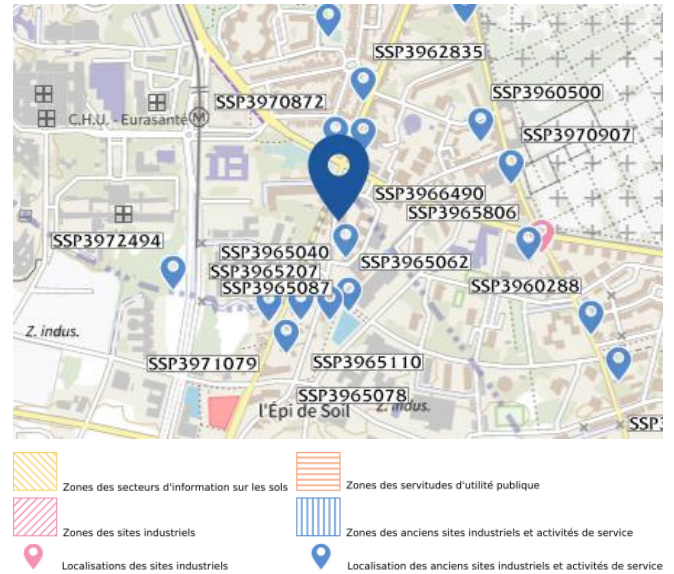 SSP3962835
SSP3960500
SSP3970872
C.H.U. - Eurasanté
M
SSP3970907
SSP3966490
SSP3965806
SSP3972494
SSP3965040
SSP3965062
SSP3965207
SSP3965087
SSP3960288
Z. indus.
SSP3971079
SSP3965110
SSP3965078
l'Épi de Soil
Z. indus.
Zones des secteurs d'information sur les sols
Zones des servitudes d'utilité publique
Zones des sites industriels
Zones des anciens sites industriels et activités de service
Localisations des sites industriels
Localisation des anciens sites industriels et activités de service